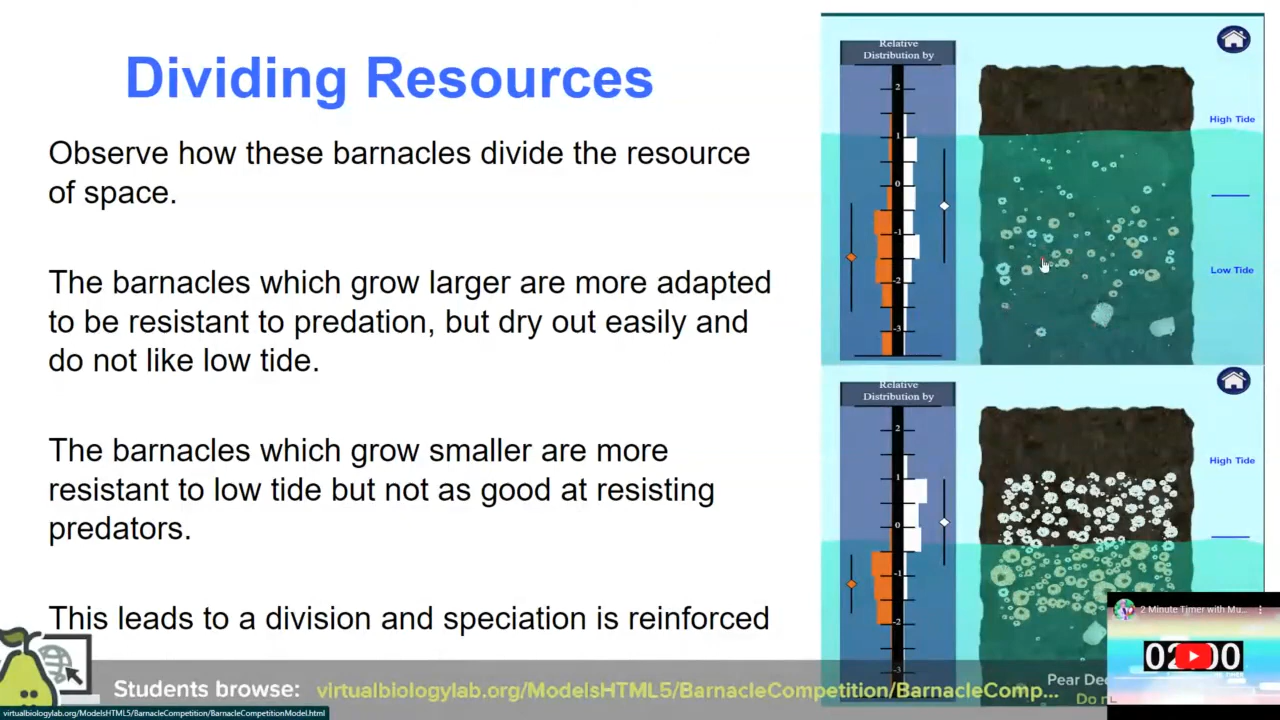 Dividing Resources
Observe how these barnacles divide the resource
of space.
The barnacles which grow larger are more adapted
to be resistant to predation, but dry out easily and
do not like low tide.
The barnacles which grow smaller are more
resistant to low tide but not as good at resisting
predators.
This leads to a division and speciation is reinforced
Relative
Distribution by
2
1
0
-1
-2
-3
High Tide
Low Tide
Relative
Distribution by
2
1
0
-1
-2
-3
High Tide
2 Minute Timer with Mu...
02:00
Students browse: virtualbiologylab.org/ModelsHTML5/BarnacleCompetition/BarnacleComp...
Pear Dec
Do n
virtualbiologylab.org/ModelsHTML5/BarnacleCompetition/BarnacleCompetitionModel.html